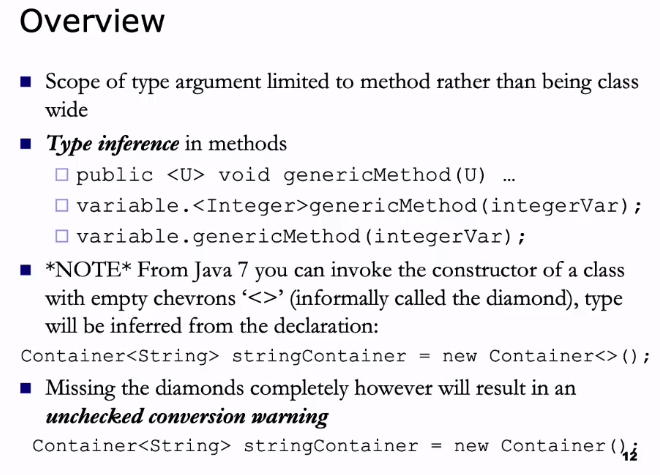 Overview
Scope of type argument limited to method rather than being class
wide
Type inference in methods
public <U> void genericMethod(U) …
variable.<Integer>genericMethod(integerVar);
variable.genericMethod(integerVar);
*NOTE* From Java 7 you can invoke the constructor of a class
with empty chevrons ‘<>’ (informally called the diamond), type
will be inferred from the declaration:
Container<String> stringContainer = new Container<>();
Missing the diamonds completely however will result in an
unchecked conversion warning
Container<String> stringContainer = new Container();
12